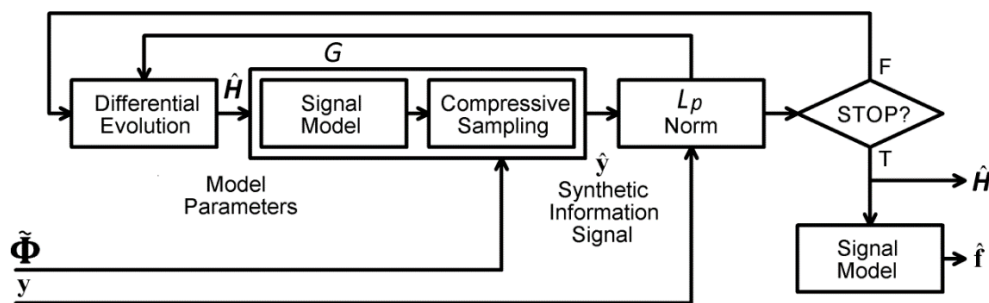 G
F
Differential
Evolution
Ĥ
Signal
Model
Compressive
Sampling
Lp
Norm
STOP?
T
Model
Parameters
ŷ
Synthetic
Information
Signal
Ĥ
Φ̃
y
Signal
Model
f̂